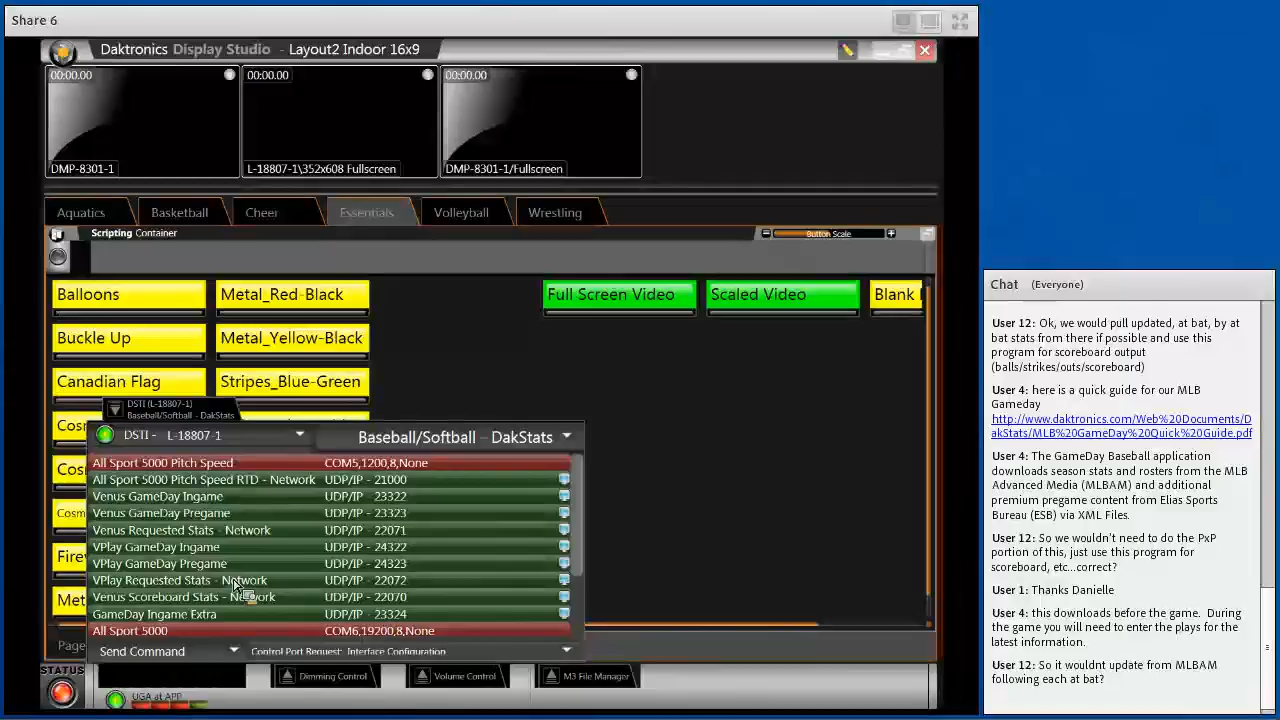 Share 6
Daktronics Display Studio - Layout2 Indoor 16x9
00:00.00
DMP-8301-1
00:00.00
L-18807-1\352x608 Fullscreen
00:00.00
DMP-8301-1/Fullscreen
Aquatics
Basketball
Cheer
Essentials
Volleyball
Wrestling
Scripting Container
Button Scale
Balloons
Metal_Red-Black
Full Screen Video
Scaled Video
Blank
Buckle Up
Metal_Yellow-Black
Canadian Flag
Stripes_Blue-Green
DSTI (L-18807-1)
Baseball/Softball - DakStats
DSTI - L-18807-1
Baseball/Softball - DakStats
All Sport 5000 Pitch Speed COM5,1200,8,None
All Sport 5000 Pitch Speed RTD - Network UDP/IP - 21000
Venus GameDay Ingame UDP/IP - 23322
Venus GameDay Pregame UDP/IP - 23323
Venus Requested Stats - Network UDP/IP - 22071
VPlay GameDay Ingame UDP/IP - 24322
VPlay GameDay Pregame UDP/IP - 24323
VPlay Requested Stats - Network UDP/IP - 22072
Venus Scoreboard Stats - Network UDP/IP - 22070
GameDay Ingame Extra UDP/IP - 23324
All Sport 5000 COM6,19200,8,None
Send Command
Control Port Request: Interface Configuration
Cos
Cos
Cosm
Fire
Met
Page
STATUS
Dimming Control
Volume Control
M3 File Manager
UGA at APP
Chat (Everyone)
User 12: Ok, we would pull updated, at bat, by at
bat stats from there if possible and use this
program for scoreboard output
(balls/strikes/outs/scoreboard)
User 4: here is a quick guide for our MLB
Gameday
http://www.daktronics.com/Web%20Documents/D
akStats/MLB%20GameDay%20Quick%20Guide.pdf
User 4: The GameDay Baseball application
downloads season stats and rosters from the MLB
Advanced Media (MLBAM) and additional
premium pregame content from Elias Sports
Bureau (ESB) via XML Files.
User 12: So we wouldn't need to do the PxP
portion of this, just use this program for
scoreboard, etc...correct?
User 1: Thanks Danielle
User 4: this downloads before the game. During
the game you will need to enter the plays for the
latest information.
User 12: So it wouldnt update from MLBAM
following each at bat?